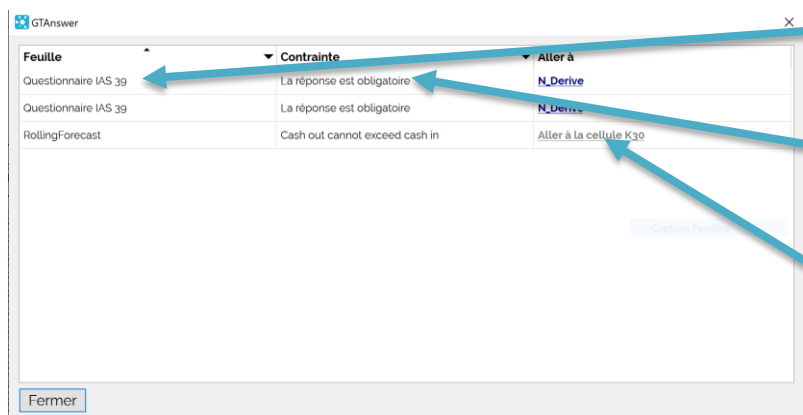 GTAnswer
Feuille Contrainte Aller à
Questionnaire IAS 39 La réponse est obligatoire N_Derive
Questionnaire IAS 39 La réponse est obligatoire N_Derive
RollingForecast Cash out cannot exceed cash in Aller à la cellule K30
Capture Fenêtre
Fermer